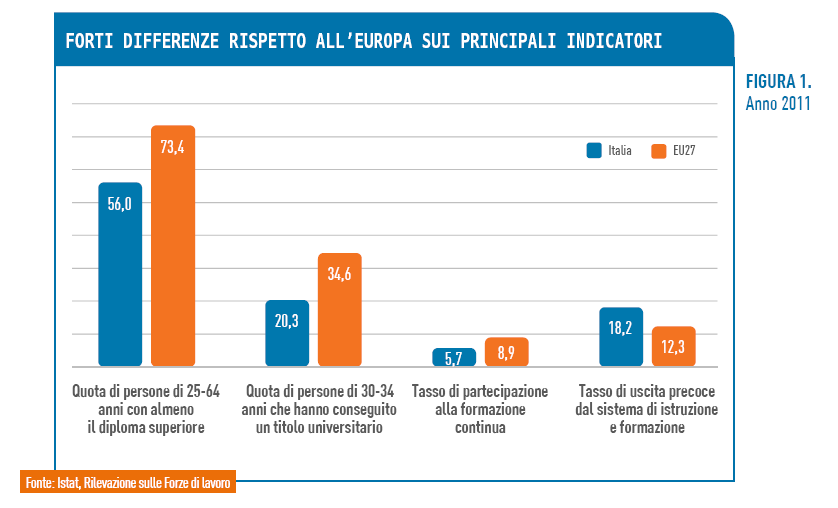 FORTI DIFFERENZE RISPETTO ALL'EUROPA SUI PRINCIPALI INDICATORI
FIGURA 1.
Anno 2011
Italia
EU27
56,0
73,4
20,3
34,6
5,7
8,9
18,2
12,3
Quota di persone di 25-64
anni con almeno
il diploma superiore
Quota di persone di 30-34
anni che hanno conseguito
un titolo universitario
Tasso di partecipazione
alla formazione
continua
Tasso di uscita precoce
dal sistema di istruzione
e formazione
Fonte: Istat, Rilevazione sulle Forze di lavoro